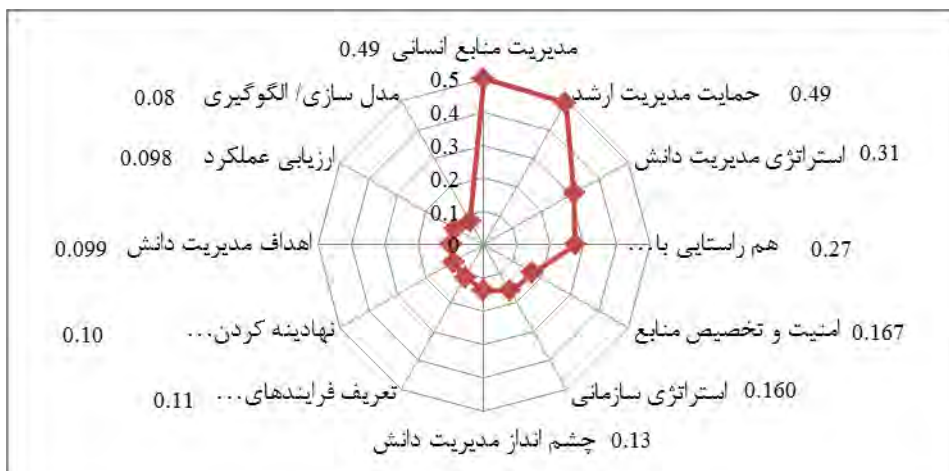 مدیریت منابع انسانی 0.49
حمایت مدیریت ارشد 0.49
استراتژی مدیریت دانش 0.31
هم راستایی با... 0.27
امنیت و تخصیص منابع 0.167
استراتژی سازمانی 0.160
چشم انداز مدیریت دانش 0.13
تعریف فرایندهای... 0.11
نهادینه کردن... 0.10
اهداف مدیریت دانش 0.099
ارزیابی عملکرد 0.098
مدل سازی/ الگوگیری 0.08
0.5
0.4
0.3
0.2
0.1
0